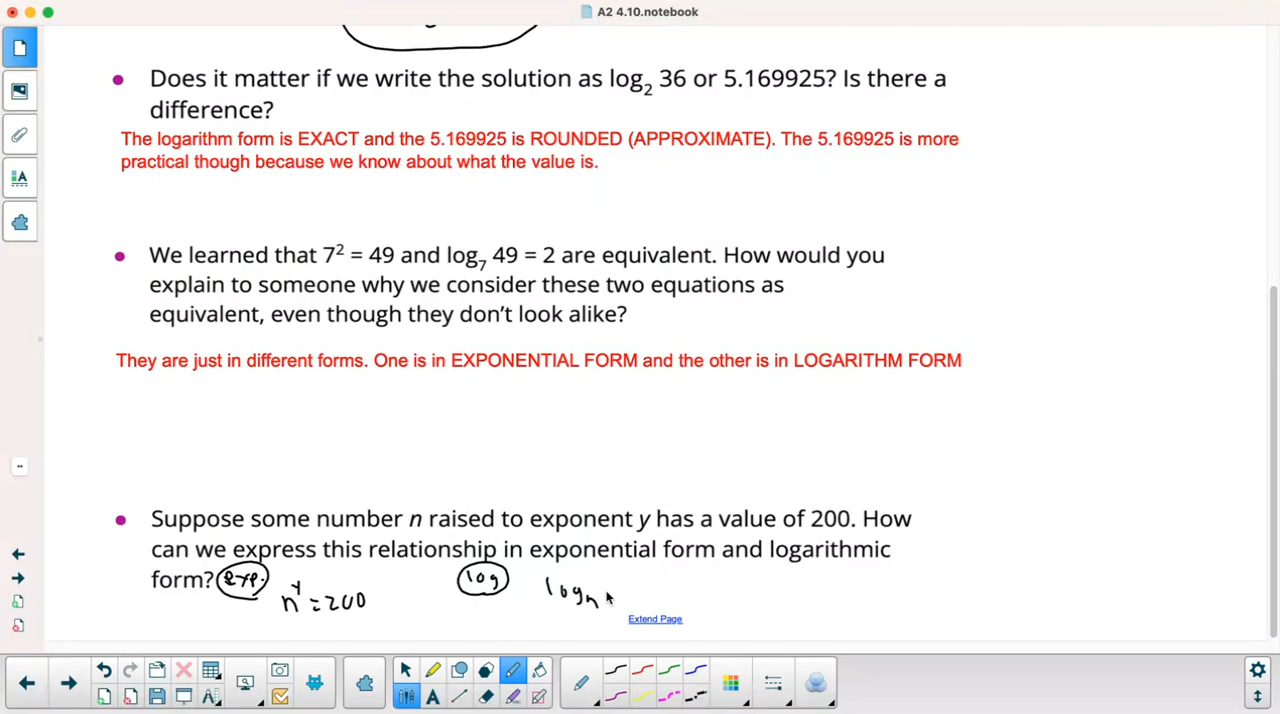 A2 4.10.notebook
• Does it matter if we write the solution as log₂ 36 or 5.169925? Is there a
difference?
The logarithm form is EXACT and the 5.169925 is ROUNDED (APPROXIMATE). The 5.169925 is more
practical though because we know about what the value is.
• We learned that 7² = 49 and log₇ 49 = 2 are equivalent. How would you
explain to someone why we consider these two equations as
equivalent, even though they don’t look alike?
They are just in different forms. One is in EXPONENTIAL FORM and the other is in LOGARITHM FORM
• Suppose some number n raised to exponent y has a value of 200. How
can we express this relationship in exponential form and logarithmic
form? exp. log
nʸ = 200 logₙ
Extend Page